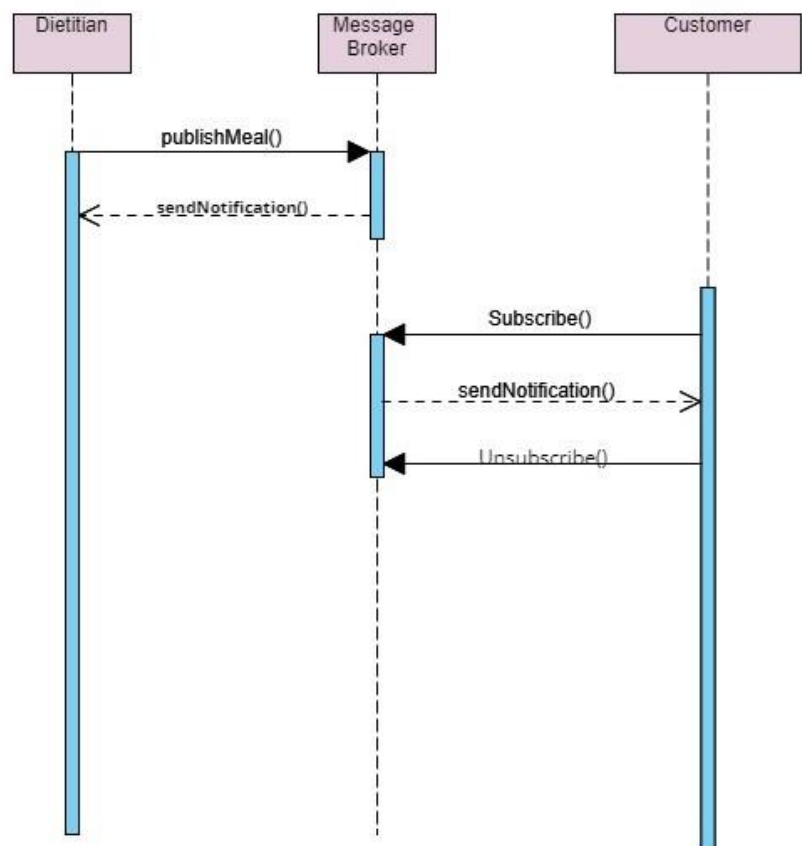 Dietitian
Message
Broker
Customer
publishMeal()
sendNotification()
Subscribe()
sendNotification()
Unsubscribe()